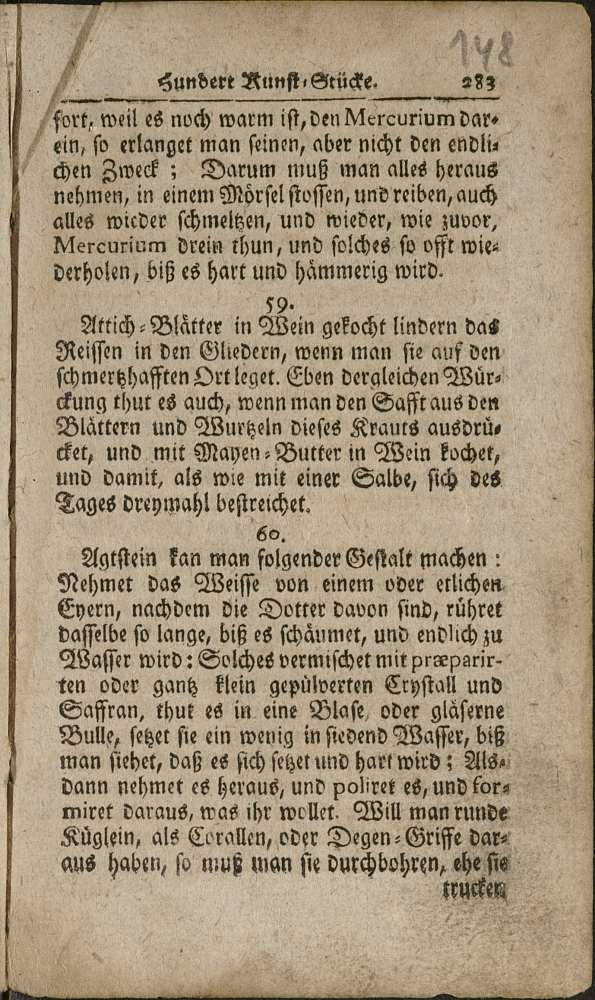 148
Hundert Kunst-Stücke. 283
fort, weil es noch warm ist, den Mercurium dar-
ein, so erlanget man seinen, aber nicht den endli-
chen Zweck; Darum muß man alles heraus
nehmen, in einem Mörsel stossen, und reiben, auch
alles wieder schmeltzen, und wieder, wie zuvor,
Mercurium drein thun, und solches so offt wie-
derholen, biß es hart und hämmerig wird.
59.
Attich-Blätter in Wein gekocht lindern das
Reissen in den Gliedern, wenn man sie auf den
schmertzhafften Ort leget. Eben dergleichen Wür-
ckung thut es auch, wenn man den Safft aus den
Blättern und Wurtzeln dieses Krauts ausdrü-
cket, und mit Mayen-Butter in Wein kochet,
und damit, als wie mit einer Salbe, sich des
Tages dreymahl bestreichet.
60.
Agtstein kan man folgender Gestalt machen:
Nehmet das Weisse von einem oder etlichen
Eyern, nachdem die Dotter davon sind, rühret
dasselbe so lange, biß es schäumet, und endlich zu
Wasser wird: Solches vermischet mit præparir-
ten oder gantz klein gepülverten Crystall und
Saffran, thut es in eine Blase, oder gläserne
Bulle, setzet sie ein wenig in siedend Wasser, biß
man siehet, daß es sich setzet und hart wird; Als-
dann nehmet es heraus, und poliret es, und for-
miret daraus, was ihr wollet. Will man runde
Küglein, als Corallen, oder Degen-Griffe dar-
aus haben, so muß man sie durchbohren, ehe sie
trucken